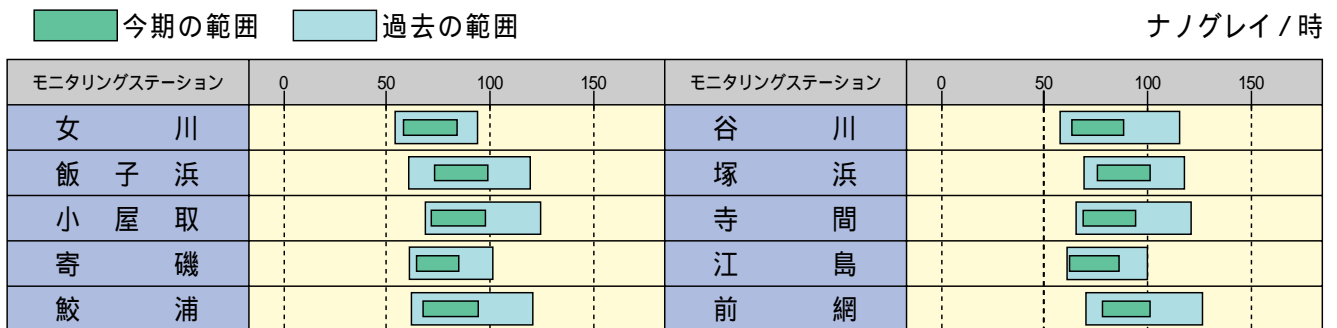 今期の範囲 過去の範囲 ナノグレイ/時
モニタリングステーション 0 50 100 150 モニタリングステーション 0 50 100 150
女川 谷川
飯子浜 塚浜
小屋取 寺間
寄磯 江島
鮫浦 前網